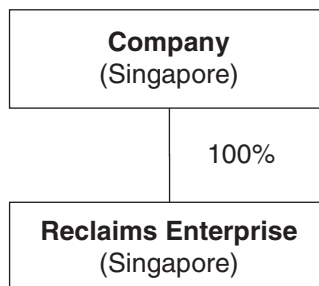 Company
(Singapore)
100%
Reclaims Enterprise
(Singapore)